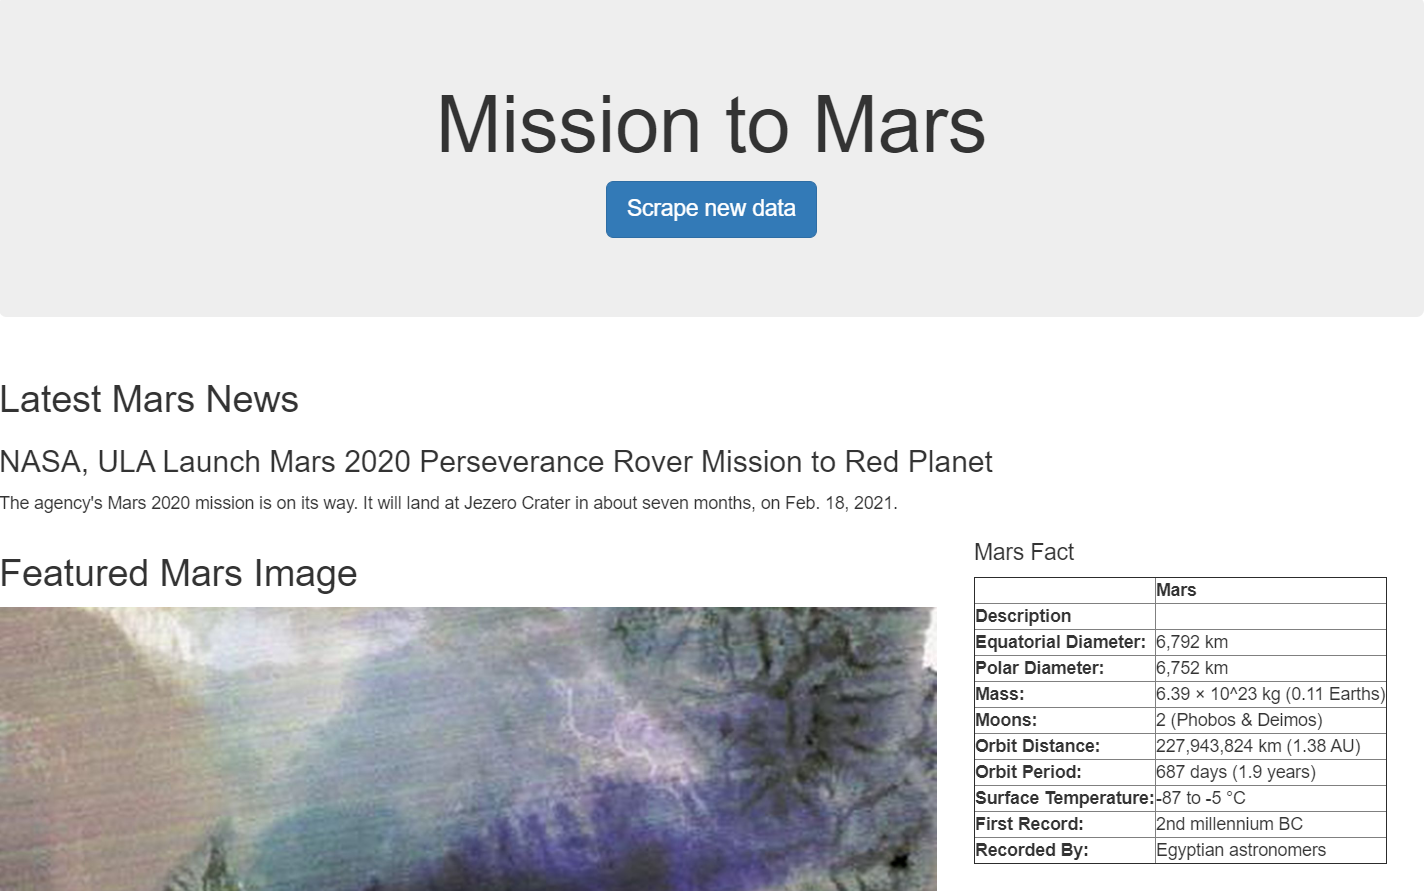 Mission to Mars
Scrape new data
Latest Mars News
NASA, ULA Launch Mars 2020 Perseverance Rover Mission to Red Planet
The agency's Mars 2020 mission is on its way. It will land at Jezero Crater in about seven months, on Feb. 18, 2021.
Featured Mars Image
Mars Fact
Mars
Description
Equatorial Diameter: 6,792 km
Polar Diameter: 6,752 km
Mass: 6.39 × 10^23 kg (0.11 Earths)
Moons: 2 (Phobos & Deimos)
Orbit Distance: 227,943,824 km (1.38 AU)
Orbit Period: 687 days (1.9 years)
Surface Temperature: -87 to -5 °C
First Record: 2nd millennium BC
Recorded By: Egyptian astronomers